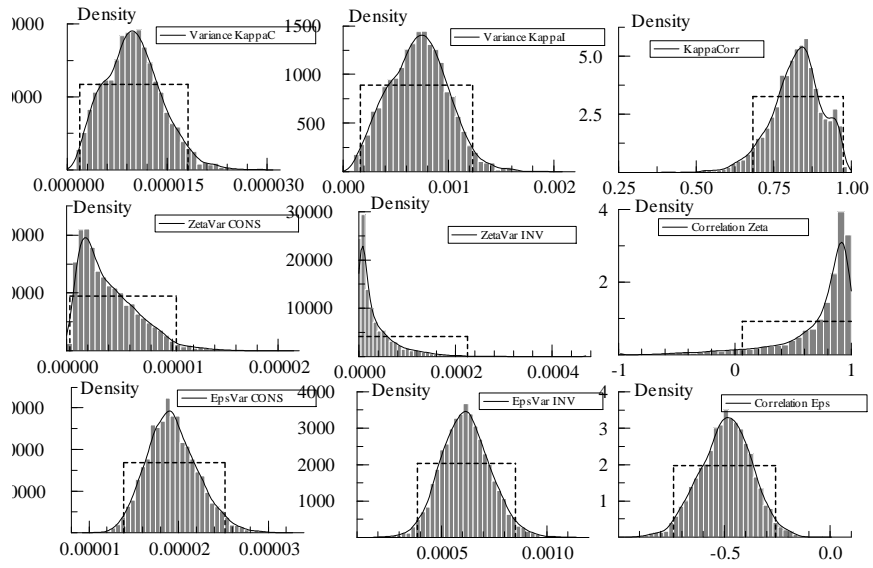 Density
Variance KappaC
0.000000 0.000015 0.000030
Density
1500
1000
500
Variance KappaI
0.000 0.001 0.002
Density
5.0
2.5
KappaCorr
0.25 0.50 0.75 1.00
Density
ZetaVar CONS
0.00000 0.00001 0.00002
Density
30000
20000
10000
ZetaVar INV
0.0000 0.0002 0.0004
Density
4
2
Correlation Zeta
-1 0 1
Density
EpsVar CONS
0.00001 0.00002 0.00003
Density
4000
3000
2000
1000
EpsVar INV
0.0005 0.0010
Density
4
3
2
1
Correlation Eps
-0.5 0.0